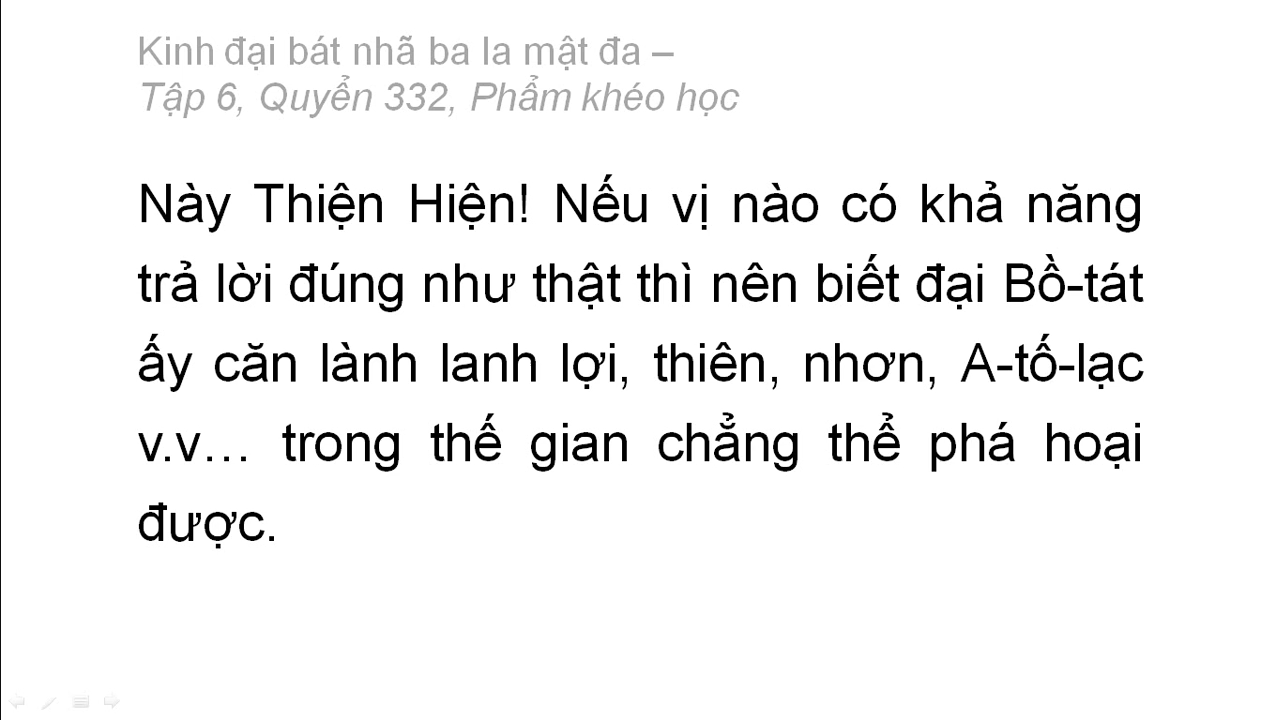 Kinh đại bát nhã ba la mật đa –
Tập 6, Quyển 332, Phẩm khéo học
Này Thiện Hiện! Nếu vị nào có khả năng
trả lời đúng như thật thì nên biết đại Bồ-tát
ấy căn lành lanh lợi, thiên, nhơn, A-tố-lạc
v.v… trong thế gian chẳng thể phá hoại
được.